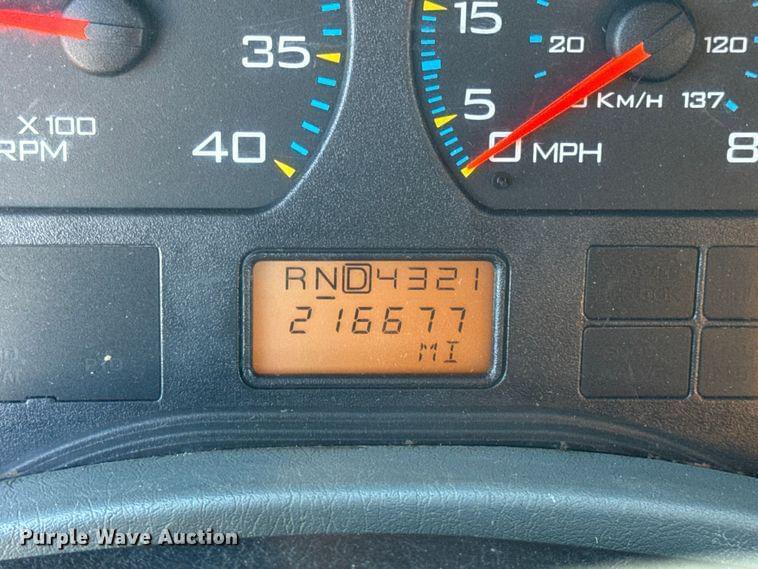 35
40
X 100
RPM
15
5
0 MPH
20
120
KM/H 137
8
RND4321
216677
MI
Purple Wave Auction